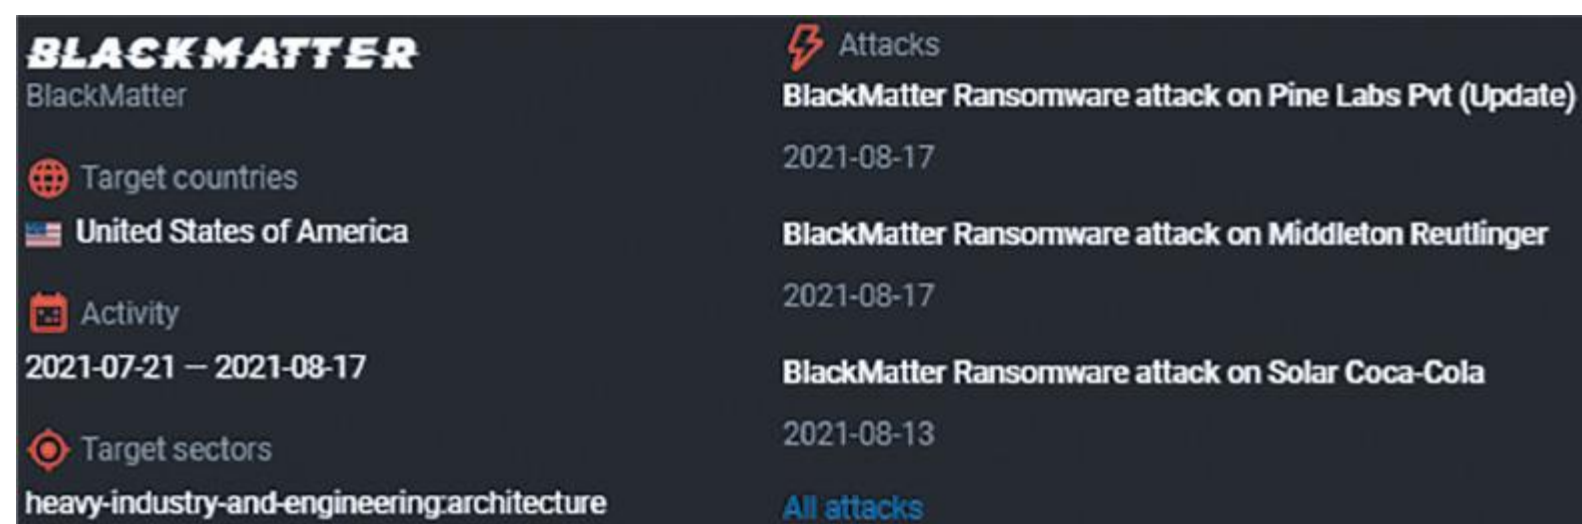 BLACKMATTER
BlackMatter
Target countries
United States of America
Activity
2021-07-21 — 2021-08-17
Target sectors
heavy-industry-and-engineering:architecture
Attacks
BlackMatter Ransomware attack on Pine Labs Pvt (Update)
2021-08-17
BlackMatter Ransomware attack on Middleton Reutlinger
2021-08-17
BlackMatter Ransomware attack on Solar Coca-Cola
2021-08-13
All attacks